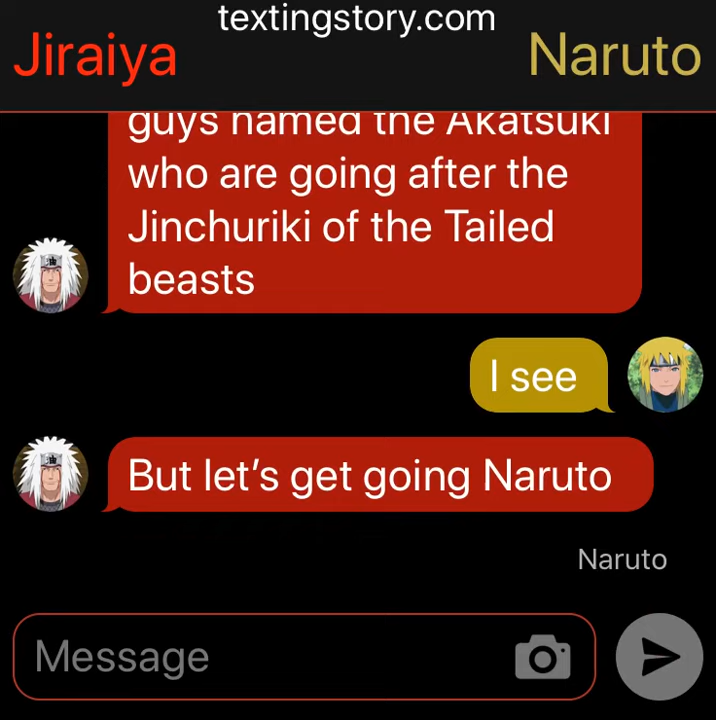 textingstory.com
Jiraiya
Naruto
guys named the Akatsuki
who are going after the
Jinchuriki of the Tailed
beasts
I see
But let’s get going Naruto
Naruto
Message